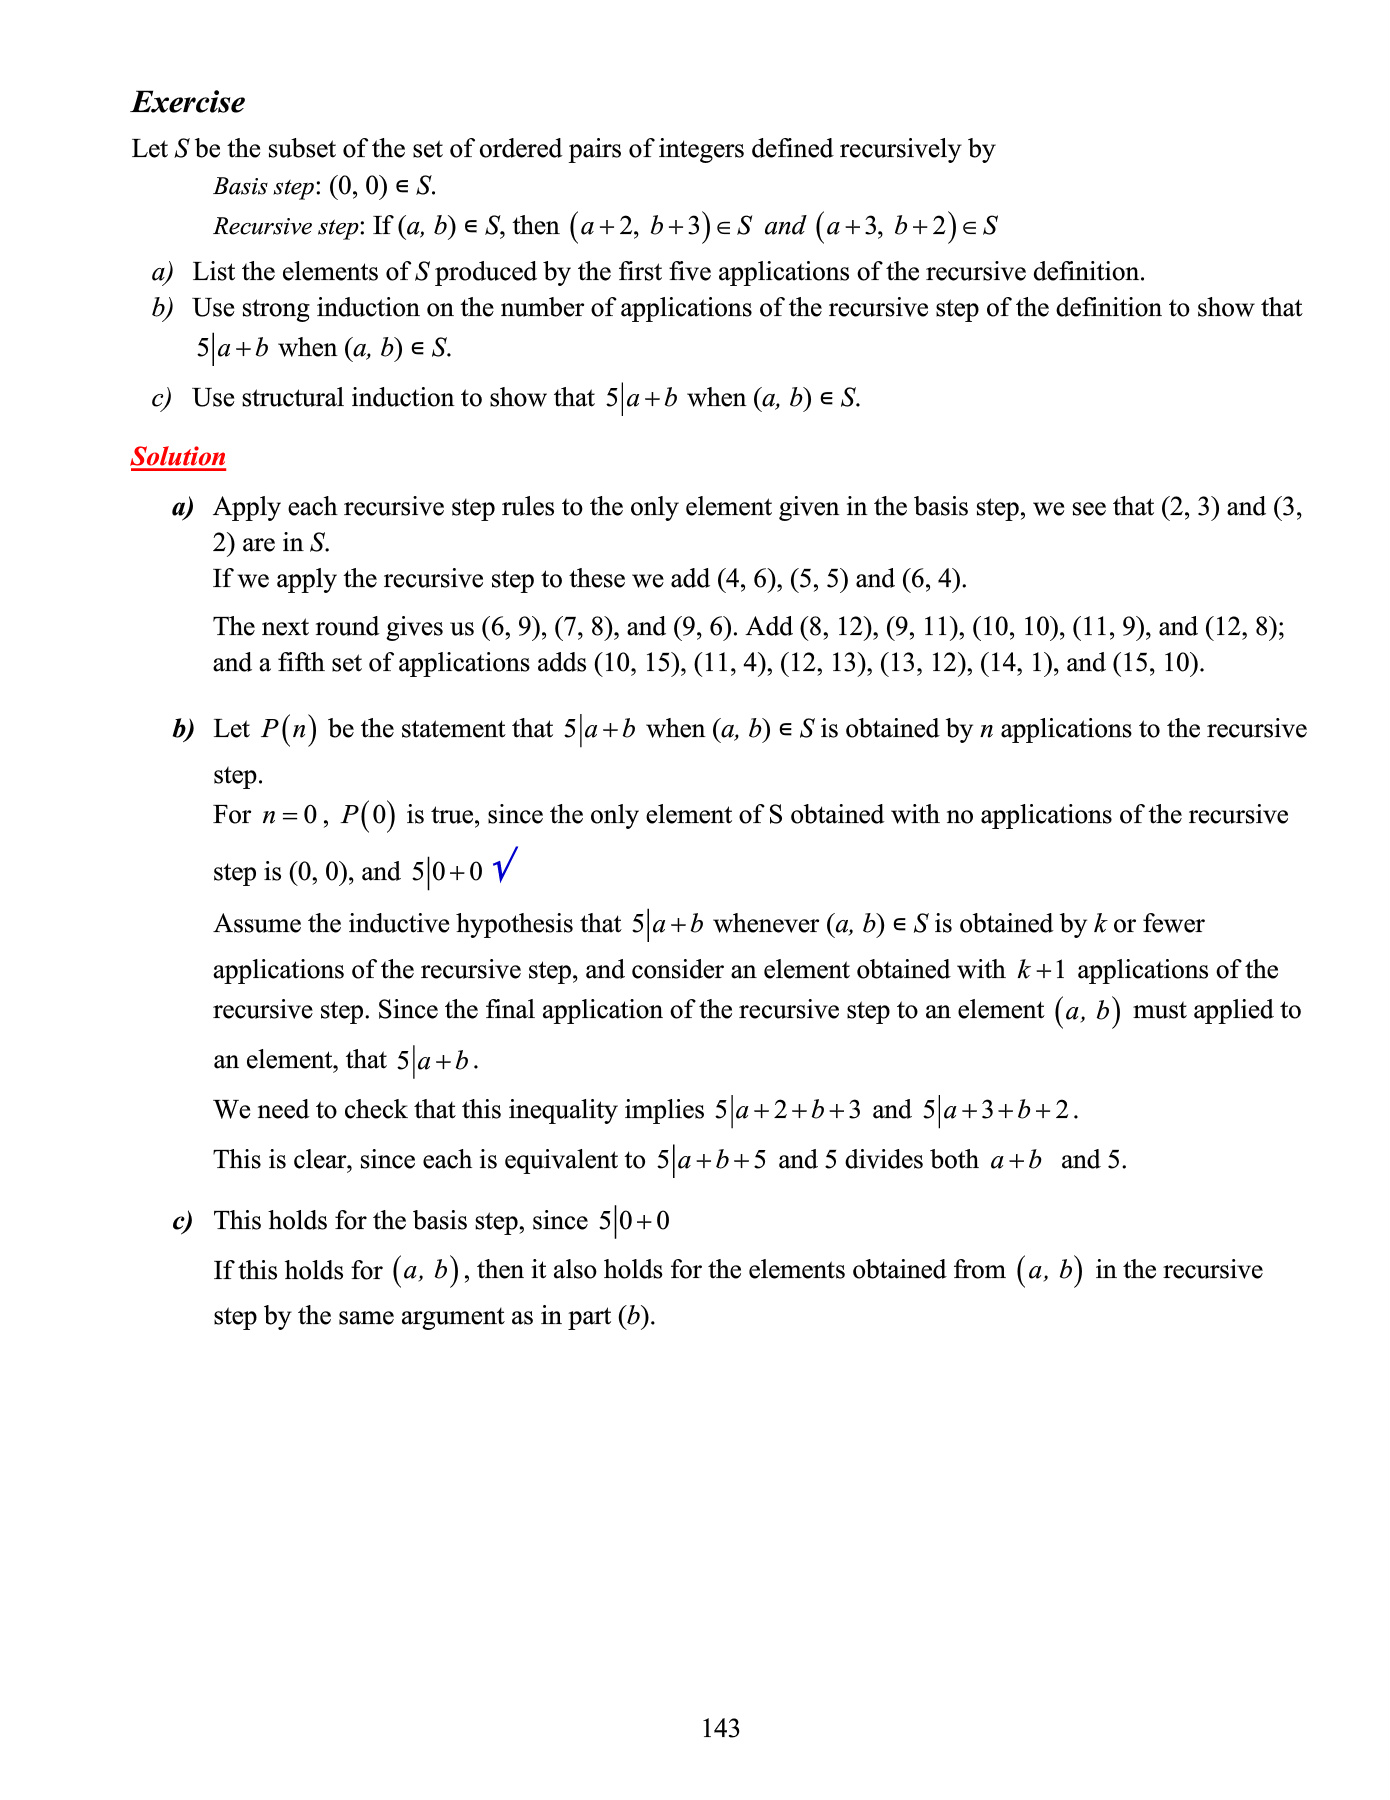 Exercise
Let S be the subset of the set of ordered pairs of integers defined recursively by
Basis step: (0, 0) ∈ S.
Recursive step: If (a, b) ∈ S, then (a+2, b+3)∈S and (a+3, b+2)∈S
a) List the elements of S produced by the first five applications of the recursive definition.
b) Use strong induction on the number of applications of the recursive step of the definition to show that
5|a+b when (a, b) ∈ S.
c) Use structural induction to show that 5|a+b when (a, b) ∈ S.
Solution
a) Apply each recursive step rules to the only element given in the basis step, we see that (2, 3) and (3,
2) are in S.
If we apply the recursive step to these we add (4, 6), (5, 5) and (6, 4).
The next round gives us (6, 9), (7, 8), and (9, 6). Add (8, 12), (9, 11), (10, 10), (11, 9), and (12, 8);
and a fifth set of applications adds (10, 15), (11, 4), (12, 13), (13, 12), (14, 1), and (15, 10).
b) Let P(n) be the statement that 5|a+b when (a, b) ∈ S is obtained by n applications to the recursive
step.
For n=0, P(0) is true, since the only element of S obtained with no applications of the recursive
step is (0, 0), and 5|0+0 √
Assume the inductive hypothesis that 5|a+b whenever (a, b) ∈ S is obtained by k or fewer
applications of the recursive step, and consider an element obtained with k+1 applications of the
recursive step. Since the final application of the recursive step to an element (a, b) must applied to
an element, that 5|a+b.
We need to check that this inequality implies 5|a+2+b+3 and 5|a+3+b+2.
This is clear, since each is equivalent to 5|a+b+5 and 5 divides both a+b and 5.
c) This holds for the basis step, since 5|0+0
If this holds for (a, b), then it also holds for the elements obtained from (a, b) in the recursive
step by the same argument as in part (b).
143